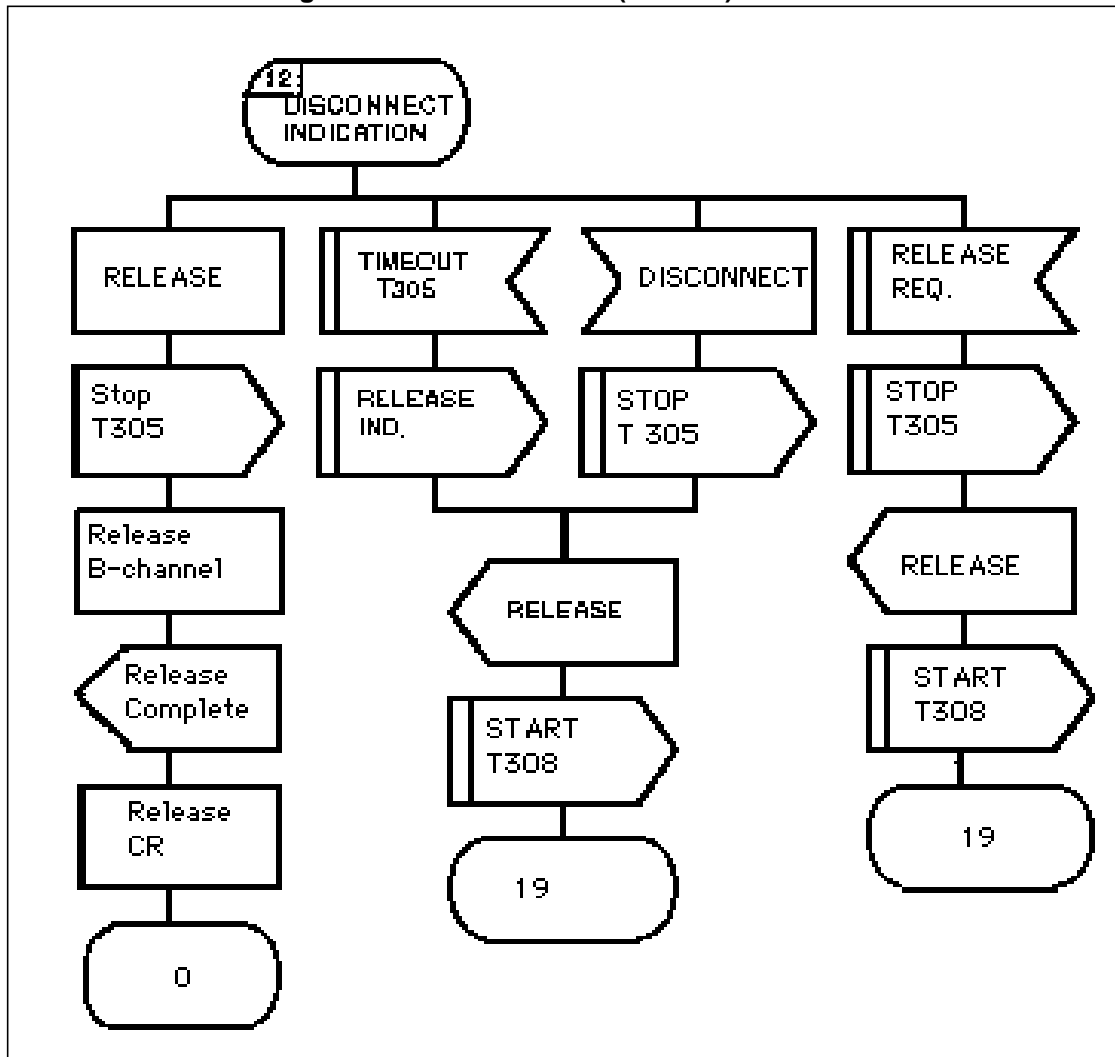 12
DISCONNECT
INDICATION
RELEASE
Stop
T305
Release
B-channel
Release
Complete
Release
CR
0
TIMEOUT
T305
RELEASE
IND.
DISCONNECT
STOP
T 305
RELEASE
START
T308
19
RELEASE
REQ.
STOP
T305
RELEASE
START
T308
19